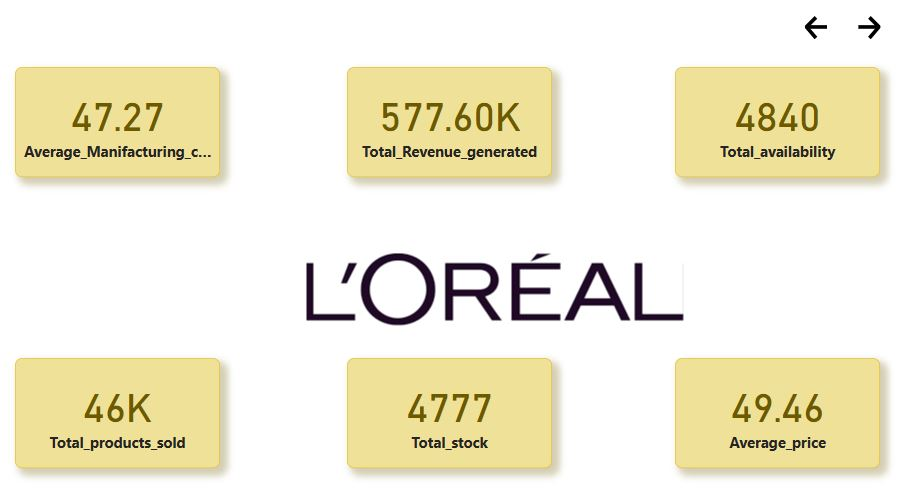 47.27
Average_Manifacturing_c...
577.60K
Total_Revenue_generated
4840
Total_availability
L'ORÉAL
46K
Total_products_sold
4777
Total_stock
49.46
Average_price